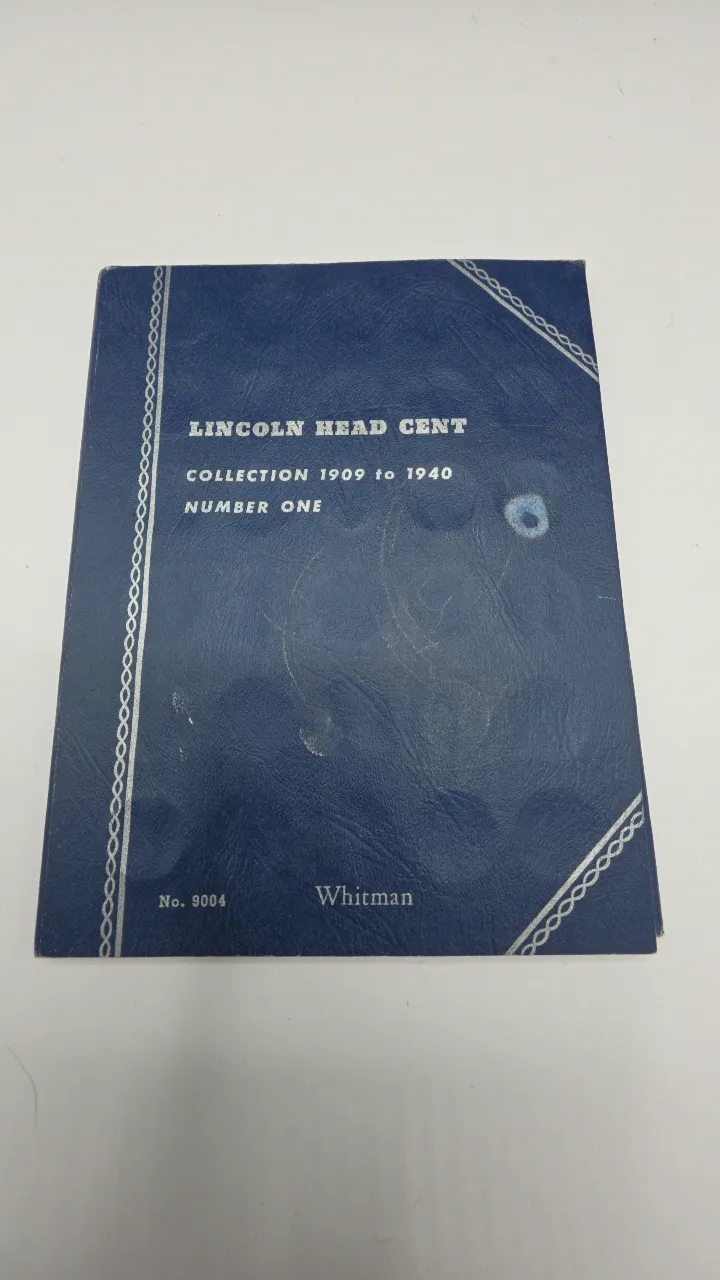 LINCOLN HEAD CENT
COLLECTION 1909 to 1940
NUMBER ONE
No. 9004 Whitman